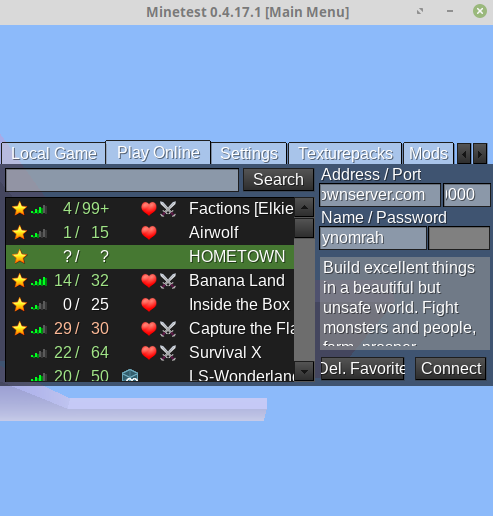 Minetest 0.4.17.1 [Main Menu]
Local Game Play Online Settings Texturepacks Mods
Search
Address / Port
ownserver.com 000
Name / Password
ynomrah
4 / 99+ Factions [Elkie
1 / 15 Airwolf
? / ? HOMETOWN
14 / 32 Banana Land
0 / 25 Inside the Box
29 / 30 Capture the Fla
22 / 64 Survival X
20 / 50 LS-Wonderland
Build excellent things
in a beautiful but
unsafe world. Fight
monsters and people,
farm, prosper
Del. Favorite Connect